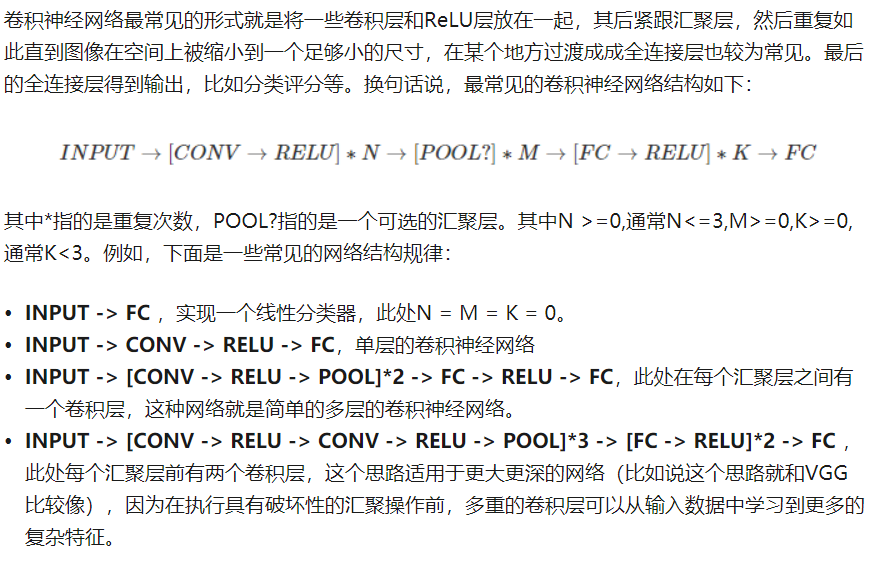 卷积神经网络最常见的形式就是将一些卷积层和ReLU层放在一起，其后紧跟汇聚层，然后重复如
此直到图像在空间上被缩小到一个足够小的尺寸，在某个地方过渡成成全连接层也较为常见。最后
的全连接层得到输出，比如分类评分等。换句话说，最常见的卷积神经网络结构如下：
INPUT → [CONV → RELU] * N → [POOL?] * M → [FC → RELU] * K → FC
其中*指的是重复次数，POOL?指的是一个可选的汇聚层。其中N >=0,通常N<=3,M>=0,K>=0,
通常K<3。例如，下面是一些常见的网络结构规律：
• INPUT -> FC ，实现一个线性分类器，此处N = M = K = 0。
• INPUT -> CONV -> RELU -> FC，单层的卷积神经网络
• INPUT -> [CONV -> RELU -> POOL]*2 -> FC -> RELU -> FC，此处在每个汇聚层之间有
一个卷积层，这种网络就是简单的多层的卷积神经网络。
• INPUT -> [CONV -> RELU -> CONV -> RELU -> POOL]*3 -> [FC -> RELU]*2 -> FC ，
此处每个汇聚层前有两个卷积层，这个思路适用于更大更深的网络（比如说这个思路就和VGG
比较像），因为在执行具有破坏性的汇聚操作前，多重的卷积层可以从输入数据中学习到更多的
复杂特征。